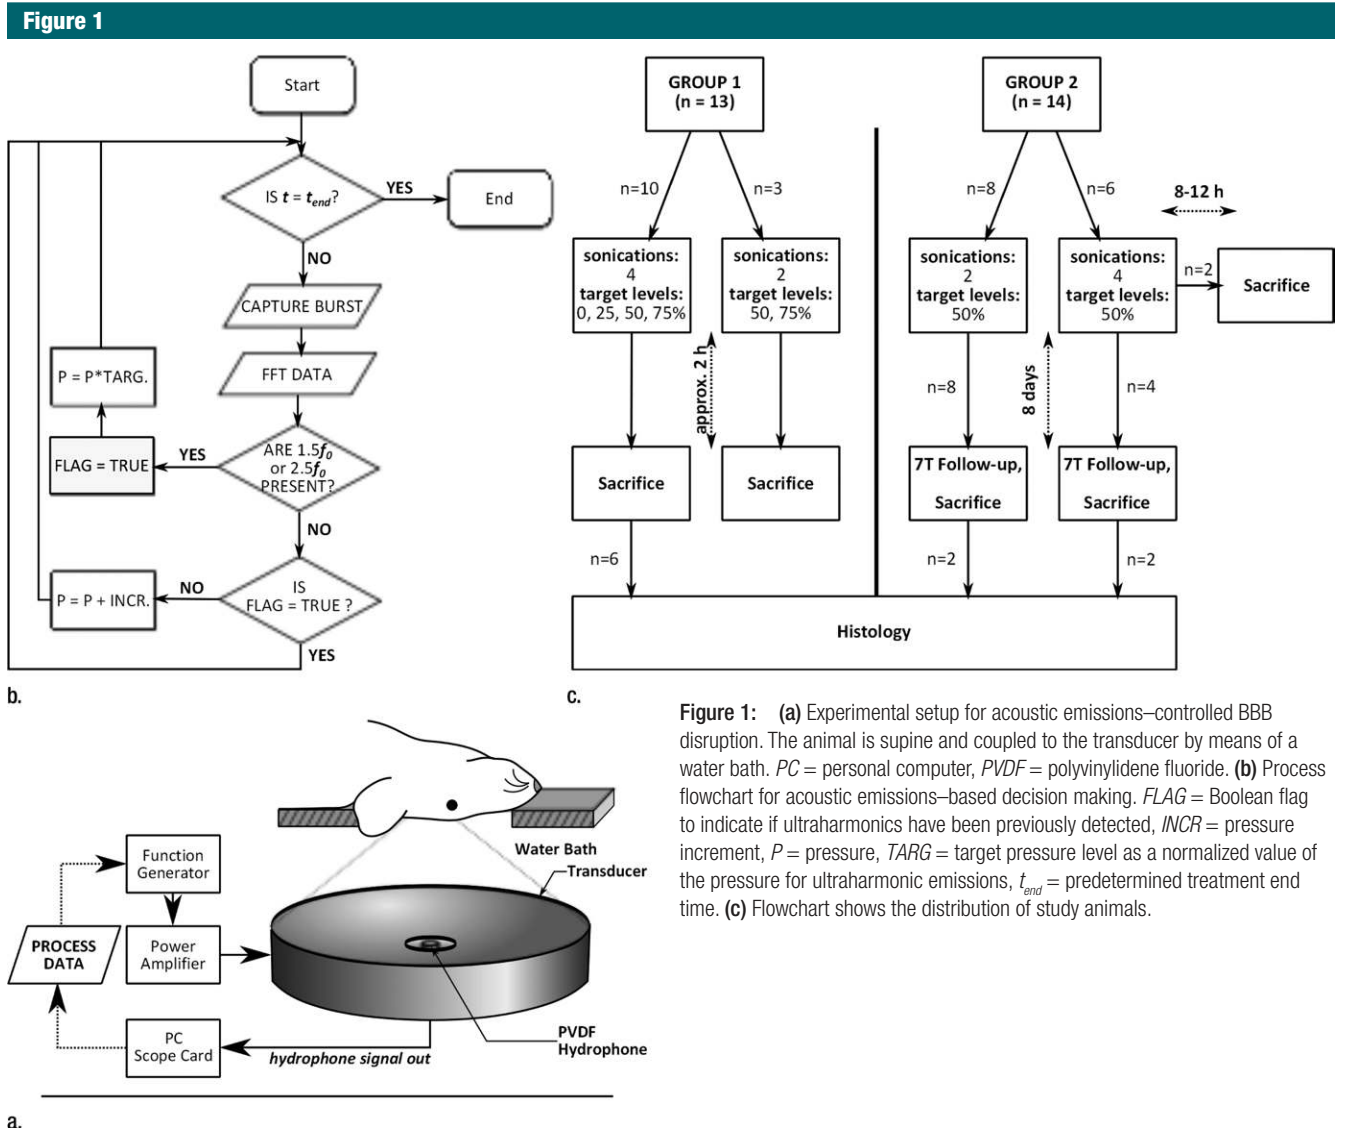 Figure 1
Start
IS t = tend?
YES
End
NO
CAPTURE BURST
FFT DATA
P = P*TARG.
ARE 1.5f0
or 2.5f0
PRESENT?
YES
FLAG = TRUE
NO
IS
FLAG = TRUE ?
NO
P = P + INCR.
YES
b.
GROUP 1
(n = 13)
n=10
n=3
sonications:
4
target levels:
0, 25, 50, 75%
sonications:
2
target levels:
50, 75%
approx. 2 h
Sacrifice
Sacrifice
n=6
GROUP 2
(n = 14)
n=8
n=6
8-12 h
sonications:
2
target levels:
50%
sonications:
4
target levels:
50%
n=2
Sacrifice
n=8
8 days
n=4
7T Follow-up,
Sacrifice
7T Follow-up,
Sacrifice
n=2
n=2
Histology
c.
Water Bath
Transducer
Function
Generator
PROCESS
DATA
Power
Amplifier
PC
Scope Card
hydrophone signal out
PVDF
Hydrophone
a.
Figure 1: (a) Experimental setup for acoustic emissions–controlled BBB
disruption. The animal is supine and coupled to the transducer by means of a
water bath. PC = personal computer, PVDF = polyvinylidene fluoride. (b) Process
flowchart for acoustic emissions–based decision making. FLAG = Boolean flag
to indicate if ultraharmonics have been previously detected, INCR = pressure
increment, P = pressure, TARG = target pressure level as a normalized value of
the pressure for ultraharmonic emissions, tend = predetermined treatment end
time. (c) Flowchart shows the distribution of study animals.